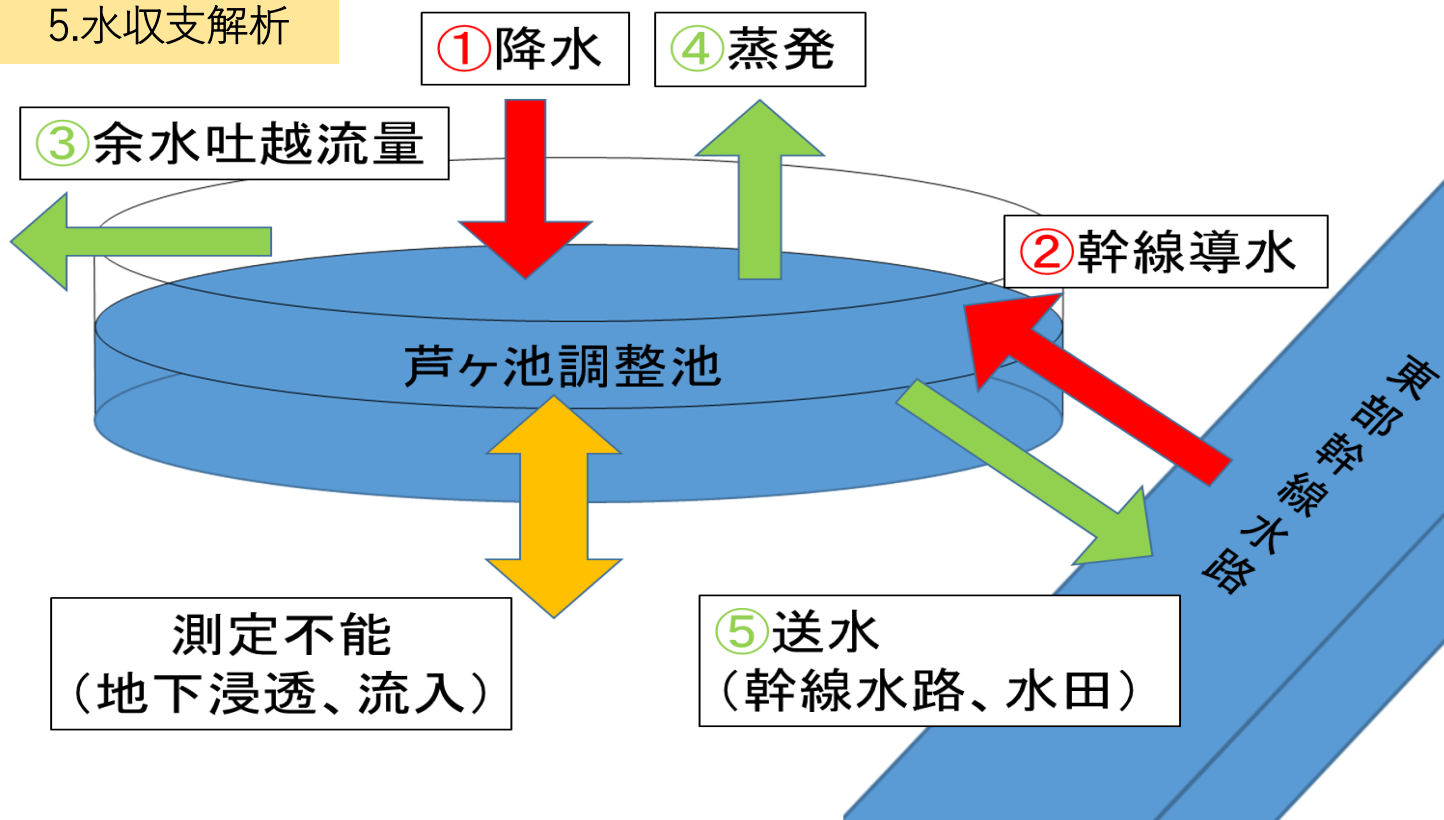 5.水収支解析
①降水
④蒸発
③余水吐越流量
②幹線導水
芦ヶ池調整池
東部幹線水路
測定不能
（地下浸透、流入）
⑤送水
（幹線水路、水田）